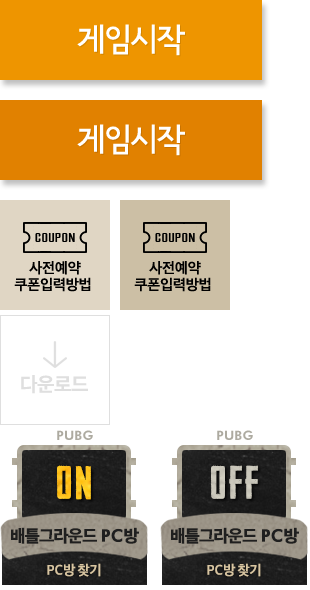 게임시작
게임시작
COUPON
사전예약
쿠폰입력방법
COUPON
사전예약
쿠폰입력방법
다운로드
PUBG
ON
배틀그라운드 PC방
PC방 찾기
PUBG
OFF
배틀그라운드 PC방
PC방 찾기